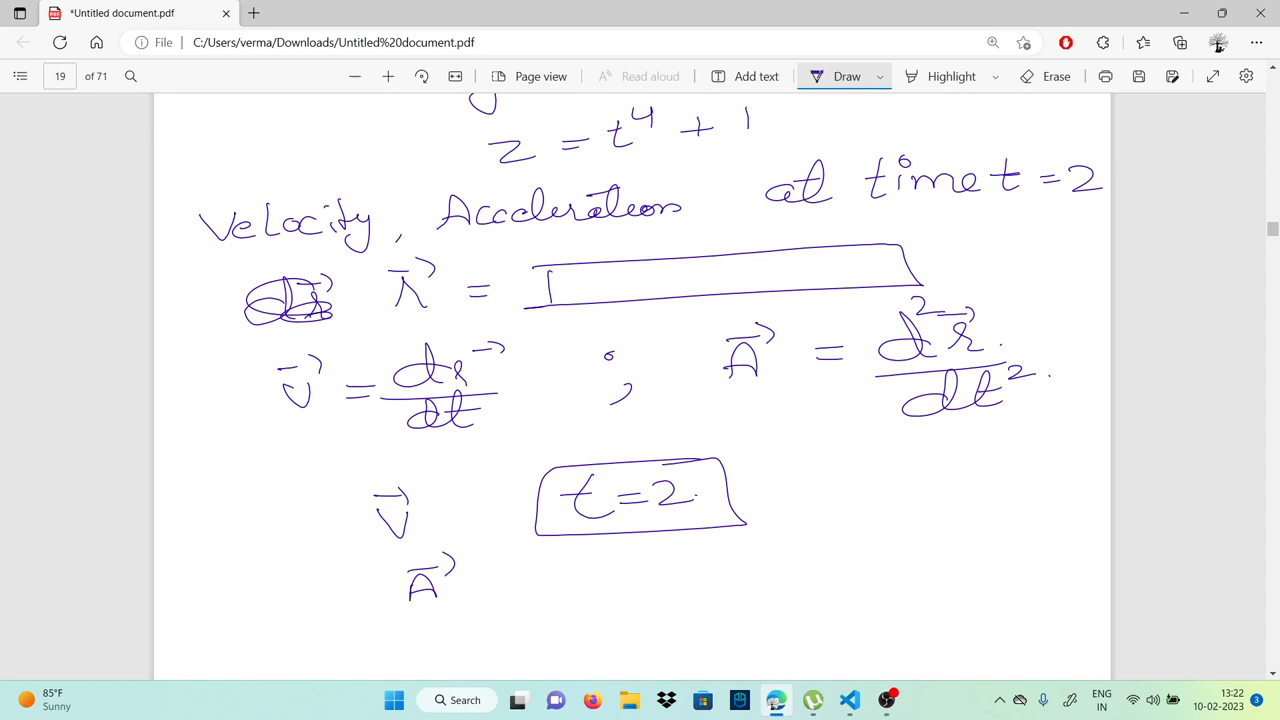 *Untitled document.pdf
File C:/Users/verma/Downloads/Untitled%20document.pdf
19 of 71 Page view Read aloud Add text Draw Highlight Erase
z = t⁴ + 1
Velocity, Acceleration at time t = 2
r⃗ =
v⃗ = dr⃗/dt ; A⃗ = d²r⃗/dt².
v⃗ t = 2.
A⃗
85°F
Sunny
Search
ENG
IN
13:22
10-02-2023
3